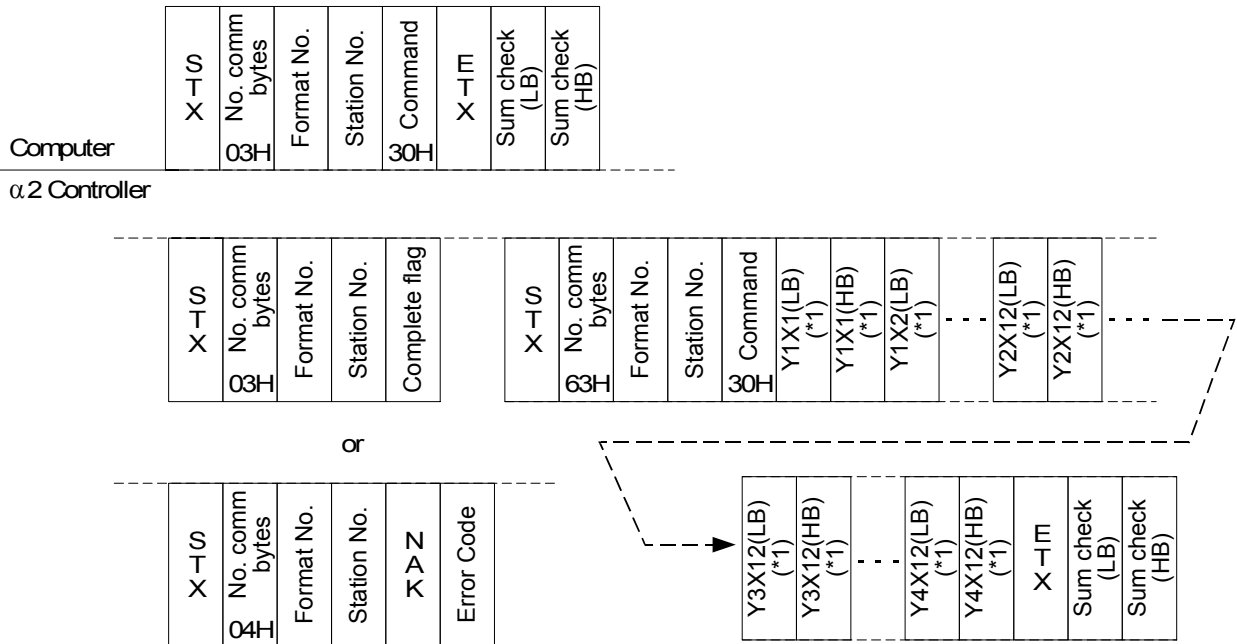 STX
No. comm bytes
03H
Format No.
Station No.
Command
30H
ETX
Sum check (LB)
Sum check (HB)
Computer
α2 Controller
STX
No. comm bytes
03H
Format No.
Station No.
Complete flag
STX
No. comm bytes
63H
Format No.
Station No.
Command
30H
Y1X1(LB) (*1)
Y1X1(HB) (*1)
Y1X2(LB) (*1)
Y2X12(LB) (*1)
Y2X12(HB) (*1)
or
STX
No. comm bytes
04H
Format No.
Station No.
NAK
Error Code
Y3X12(LB) (*1)
Y3X12(HB) (*1)
Y4X12(LB) (*1)
Y4X12(HB) (*1)
ETX
Sum check (LB)
Sum check (HB)